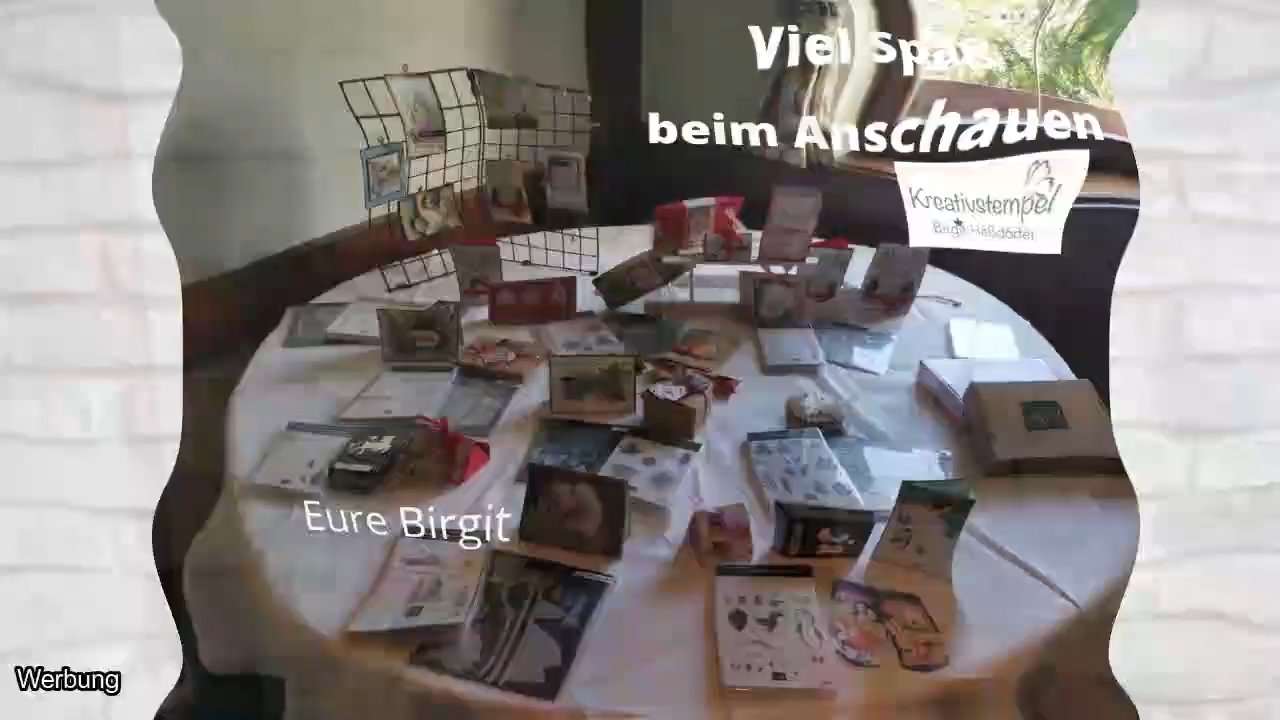 Viel Spass
beim Anschauen
Kreativstempel
Eure Birgit
Werbung